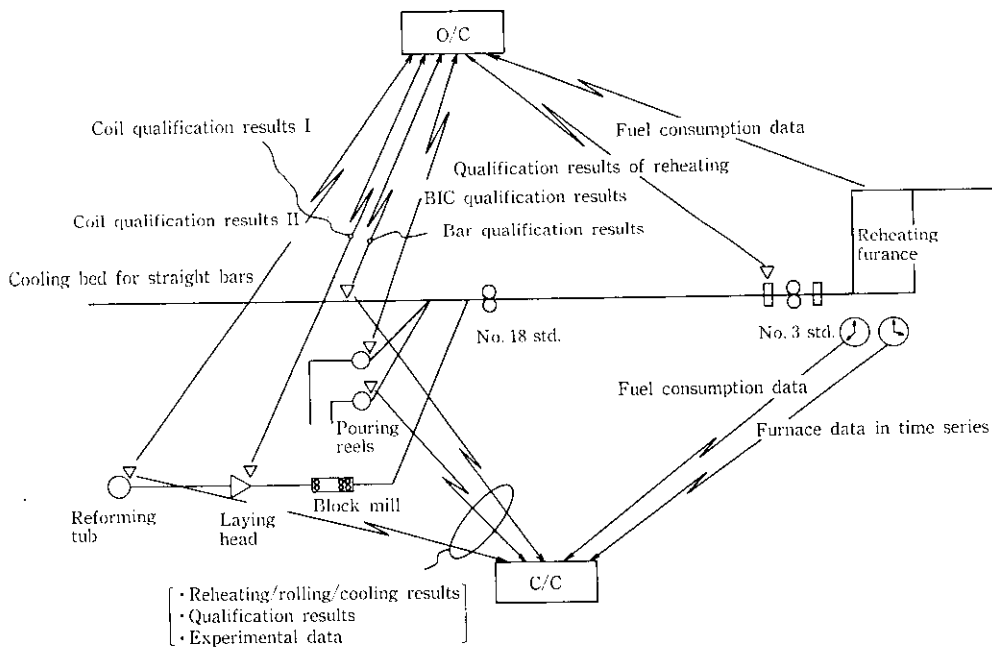 O/C
Coil qualification results I
Fuel consumption data
Qualification results of reheating
BIC qualification results
Coil qualification results II
Bar qualification results
Reheating
furance
Cooling bed for straight bars
No. 18 std.
No. 3 std.
Fuel consumption data
Furnace data in time series
Pouring
reels
Block mill
Reforming
tub
Laying
head
C/C
· Reheating/rolling/cooling results
· Qualification results
· Experimental data